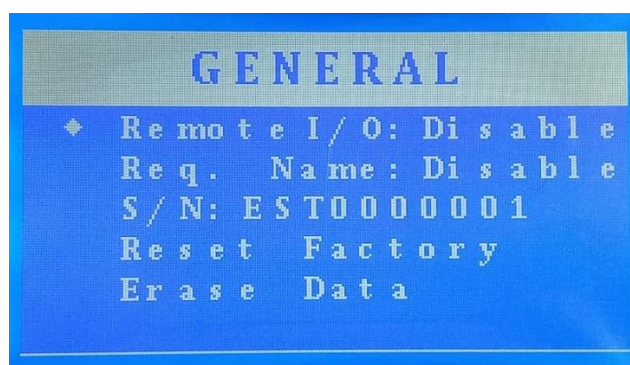 GENERAL
Remote I/O: Disable
Req. Name: Disable
S/N: EST0000001
Reset Factory
Erase Data